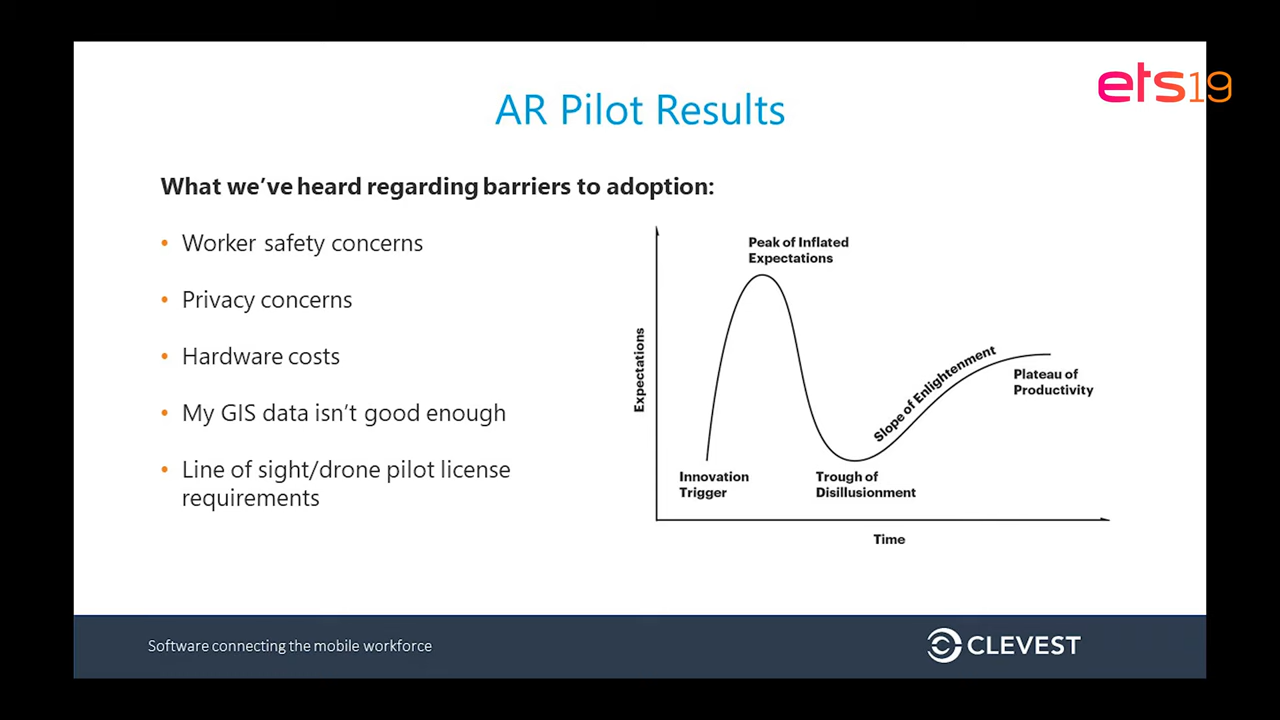 ets19
AR Pilot Results
What we've heard regarding barriers to adoption:
• Worker safety concerns
• Privacy concerns
• Hardware costs
• My GIS data isn't good enough
• Line of sight/drone pilot license
requirements
Peak of Inflated
Expectations
Expectations
Slope of Enlightenment
Plateau of
Productivity
Innovation
Trigger
Trough of
Disillusionment
Time
Software connecting the mobile workforce
CLEVEST